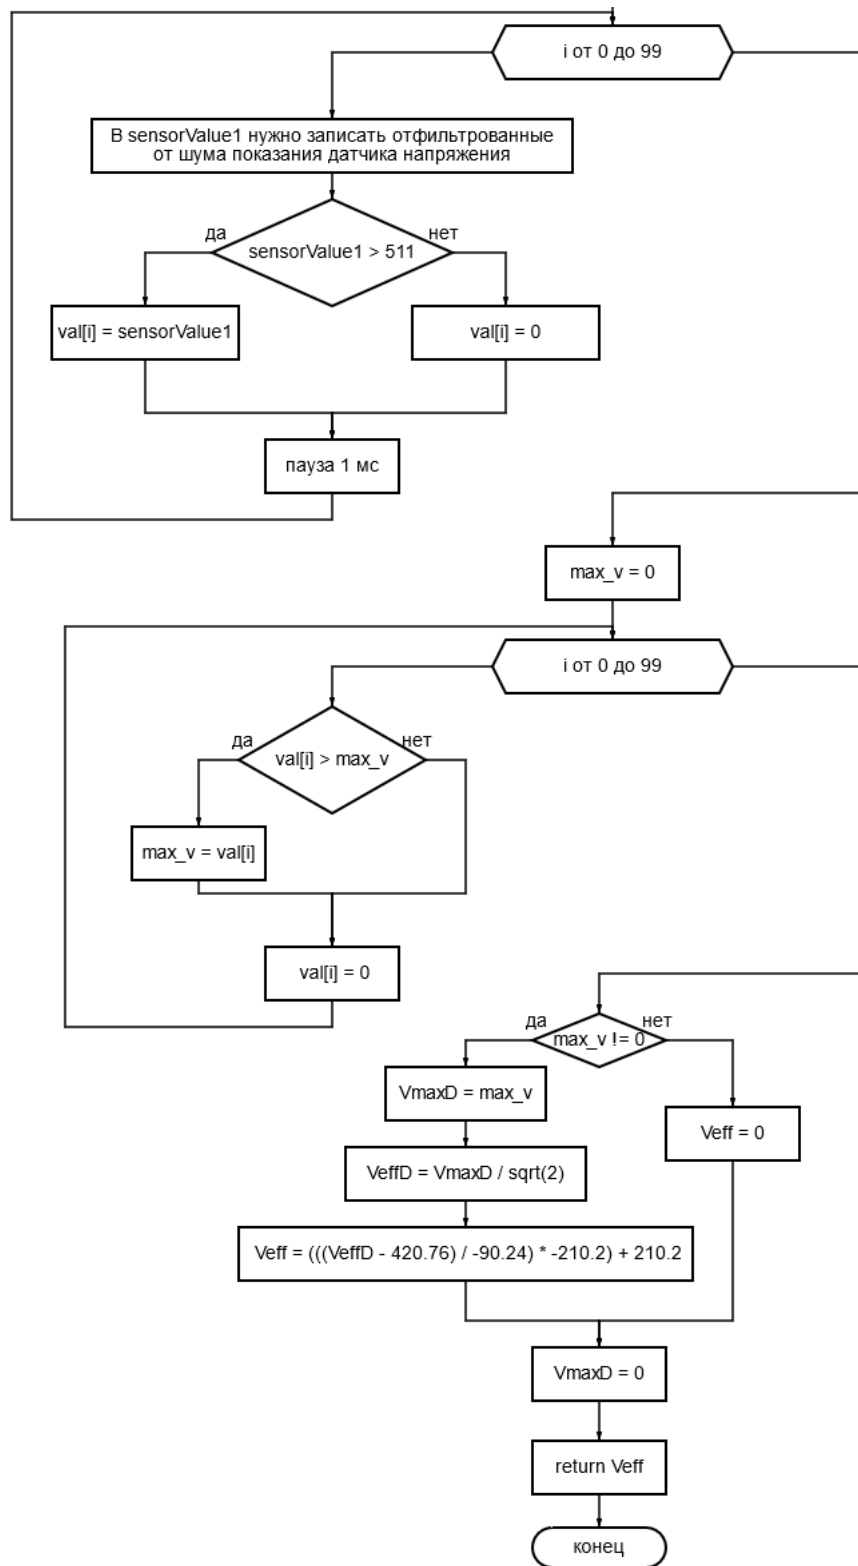 i от 0 до 99
В sensorValue1 нужно записать отфильтрованные
от шума показания датчика напряжения
да
нет
sensorValue1 > 511
val[i] = sensorValue1
val[i] = 0
пауза 1 мс
max_v = 0
i от 0 до 99
да
нет
val[i] > max_v
max_v = val[i]
val[i] = 0
да
нет
max_v != 0
VmaxD = max_v
Veff = 0
VeffD = VmaxD / sqrt(2)
Veff = (((VeffD - 420.76) / -90.24) * -210.2) + 210.2
VmaxD = 0
return Veff
конец